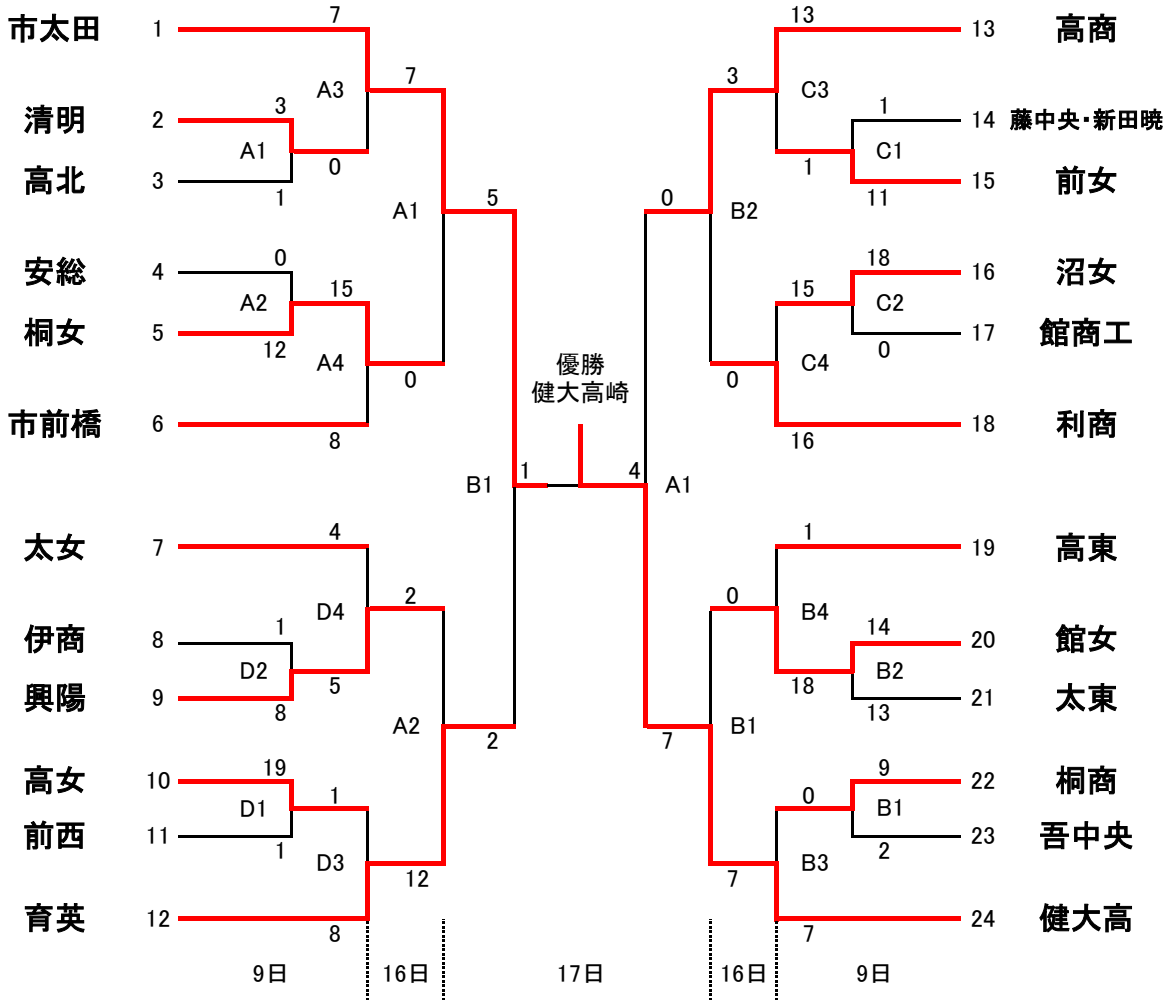 市太田 1 7
13 13 高商
7
3
A3
C3
清明 2 3
1 14 藤中央・新田暁
A1
C1
0
1
高北 3 1
11 15 前女
A1
5
0
B2
安総 4 0
18 16 沼女
A2
15
15
C2
桐女 5 12
0 17 館商工
A4
C4
0
0
優勝
健大高崎
市前橋 6 8
16 18 利商
B1
1
4
A1
太女 7 4
1 19 高東
2
0
D4
B4
伊商 8 1
14 20 館女
D2
B2
5
18
興陽 9 8
13 21 太東
A2
2
7
B1
高女 10 19
9 22 桐商
D1
1
0
B1
前西 11 1
2 23 吾中央
D3
B3
12
7
育英 12 8
7 24 健大高
9日 16日 17日 16日 9日